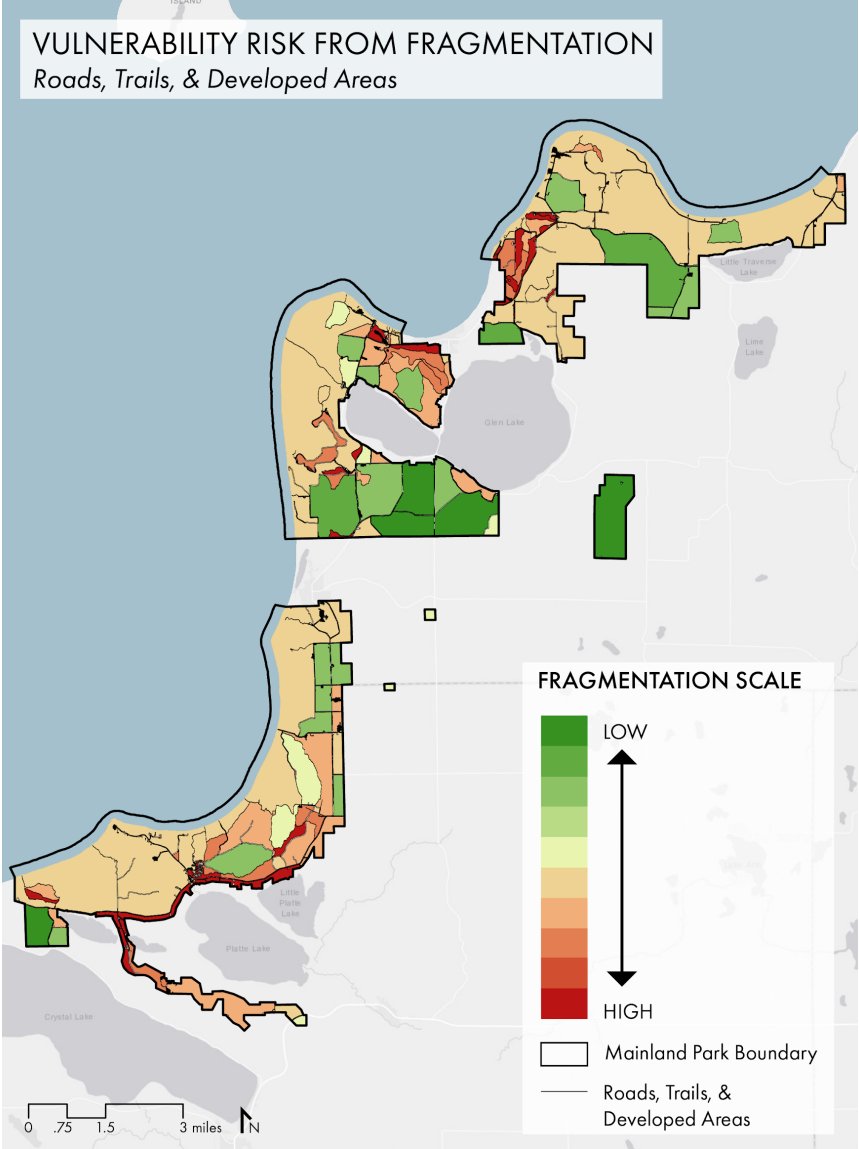 ISLAND
VULNERABILITY RISK FROM FRAGMENTATION
Roads, Trails, & Developed Areas
Little Traverse
Lake
Lime
Lake
Glen Lake
FRAGMENTATION SCALE
LOW
HIGH
Mainland Park Boundary
Roads, Trails, &
Developed Areas
Little
Platte
Lake
Platte Lake
Crystal Lake
0 .75 1.5 3 miles N